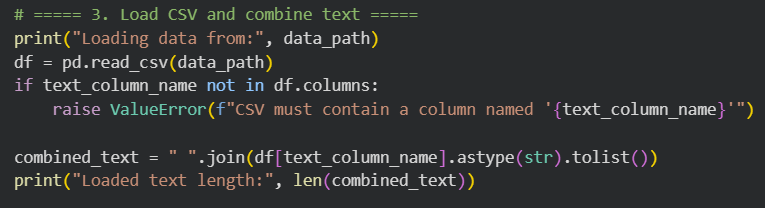 # ===== 3. Load CSV and combine text =====
print("Loading data from:", data_path)
df = pd.read_csv(data_path)
if text_column_name not in df.columns:
    raise ValueError(f"CSV must contain a column named '{text_column_name}'")

combined_text = " ".join(df[text_column_name].astype(str).tolist())
print("Loaded text length:", len(combined_text))